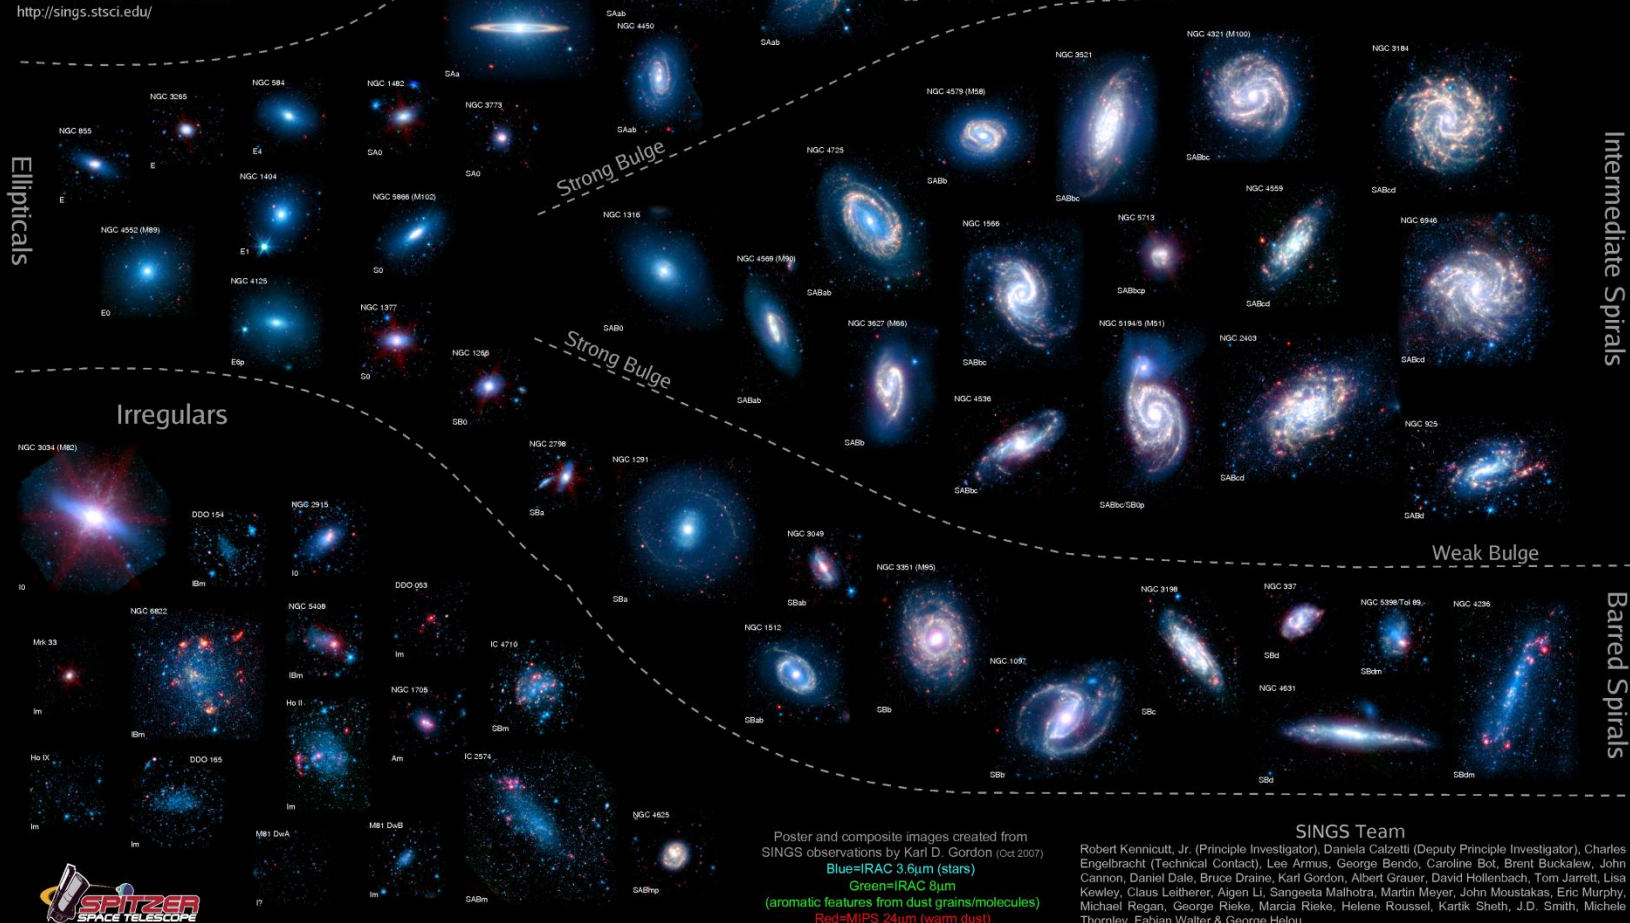 http://sings.stsci.edu/
SAab
NGC 4450
SAab
SAa
SAab
NGC 4321 (M100)
SABbc
NGC 3184
SABcd
NGC 3521
SABbc
NGC 4579 (M58)
SABb
NGC 584
E4
NGC 1482
SA0
NGC 3265
E
NGC 3773
SA0
NGC 855
E
Ellipticals
Strong Bulge
NGC 4725
SABab
Intermediate Spirals
NGC 1404
E1
NGC 5866 (M102)
S0
NGC 4559
SABcd
NGC 1316
SAB0
NGC 5713
SABbcp
NGC 1566
SABbc
NGC 6946
SABcd
NGC 4552 (M89)
E0
NGC 4569 (M90)
SABab
NGC 4125
E6p
NGC 1377
S0
NGC 3627 (M66)
SABb
NGC 5194/5 (M51)
SABbc/SB0p
NGC 2403
SABcd
Strong Bulge
NGC 1266
SB0
NGC 4536
SABbc
NGC 925
SABd
Irregulars
NGC 3034 (M82)
I0
NGC 2798
SBa
NGC 1291
SBa
DDO 154
IBm
NGC 2915
I0
NGC 3049
SBab
Weak Bulge
NGC 3351 (M95)
SBb
DDO 053
Im
NGC 3198
SBc
NGC 337
SBd
NGC 5398/Tol 89
SBdm
NGC 4236
SBdm
Barred Spirals
NGC 6822
IBm
NGC 5408
IBm
NGC 1512
SBab
Mrk 33
Im
IC 4710
SBm
NGC 1097
SBb
NGC 1705
Am
NGC 4631
SBd
Ho II
Im
Ho IX
Im
DDO 165
Im
IC 2574
SABm
NGC 4625
SABmp
M81 DwA
I?
M81 DwB
Im
SPITZER
SPACE TELESCOPE
Poster and composite images created from
SINGS observations by Karl D. Gordon (Oct 2007)
Blue=IRAC 3.6μm (stars)
Green=IRAC 8μm
(aromatic features from dust grains/molecules)
Red=MIPS 24μm (warm dust)
SINGS Team
Robert Kennicutt, Jr. (Principle Investigator), Daniela Calzetti (Deputy Principle Investigator), Charles
Engelbracht (Technical Contact), Lee Armus, George Bendo, Caroline Bot, Brent Buckalew, John
Cannon, Daniel Dale, Bruce Draine, Karl Gordon, Albert Grauer, David Hollenbach, Tom Jarrett, Lisa
Kewley, Claus Leitherer, Aigen Li, Sangeeta Malhotra, Martin Meyer, John Moustakas, Eric Murphy,
Michael Regan, George Rieke, Marcia Rieke, Helene Roussel, Kartik Sheth, J.D. Smith, Michele
Thornley, Fabian Walter & George Helou